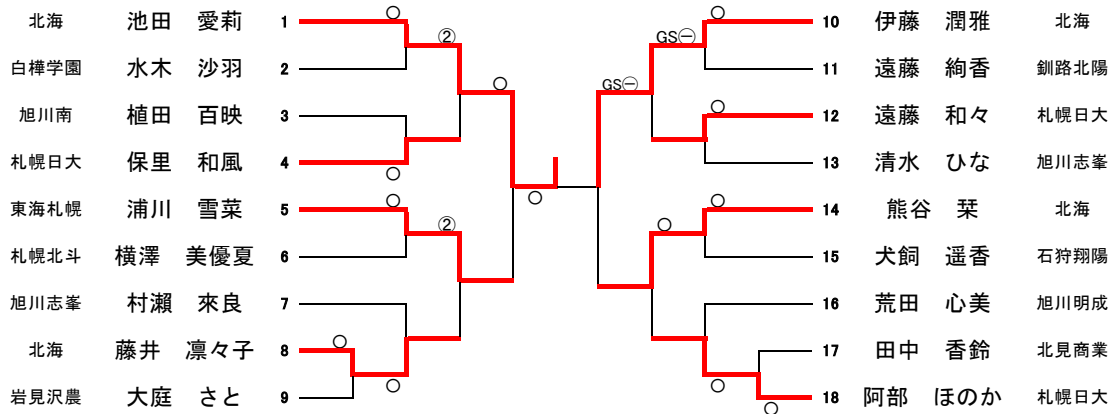 北海 池田 愛莉 1
白樺学園 水木 沙羽 2
旭川南 植田 百映 3
札幌日大 保里 和風 4
東海札幌 浦川 雪菜 5
札幌北斗 横澤 美優夏 6
旭川志峯 村瀬 來良 7
北海 藤井 凛々子 8
岩見沢農 大庭 さと 9
○
②
○
○
○
②
○
○
○
GS㊀
○
GS㊀
○
○
○
○
○
10 伊藤 潤雅 北海
11 遠藤 絢香 釧路北陽
12 遠藤 和々 札幌日大
13 清水 ひな 旭川志峯
14 熊谷 栞 北海
15 犬飼 遥香 石狩翔陽
16 荒田 心美 旭川明成
17 田中 香鈴 北見商業
18 阿部 ほのか 札幌日大